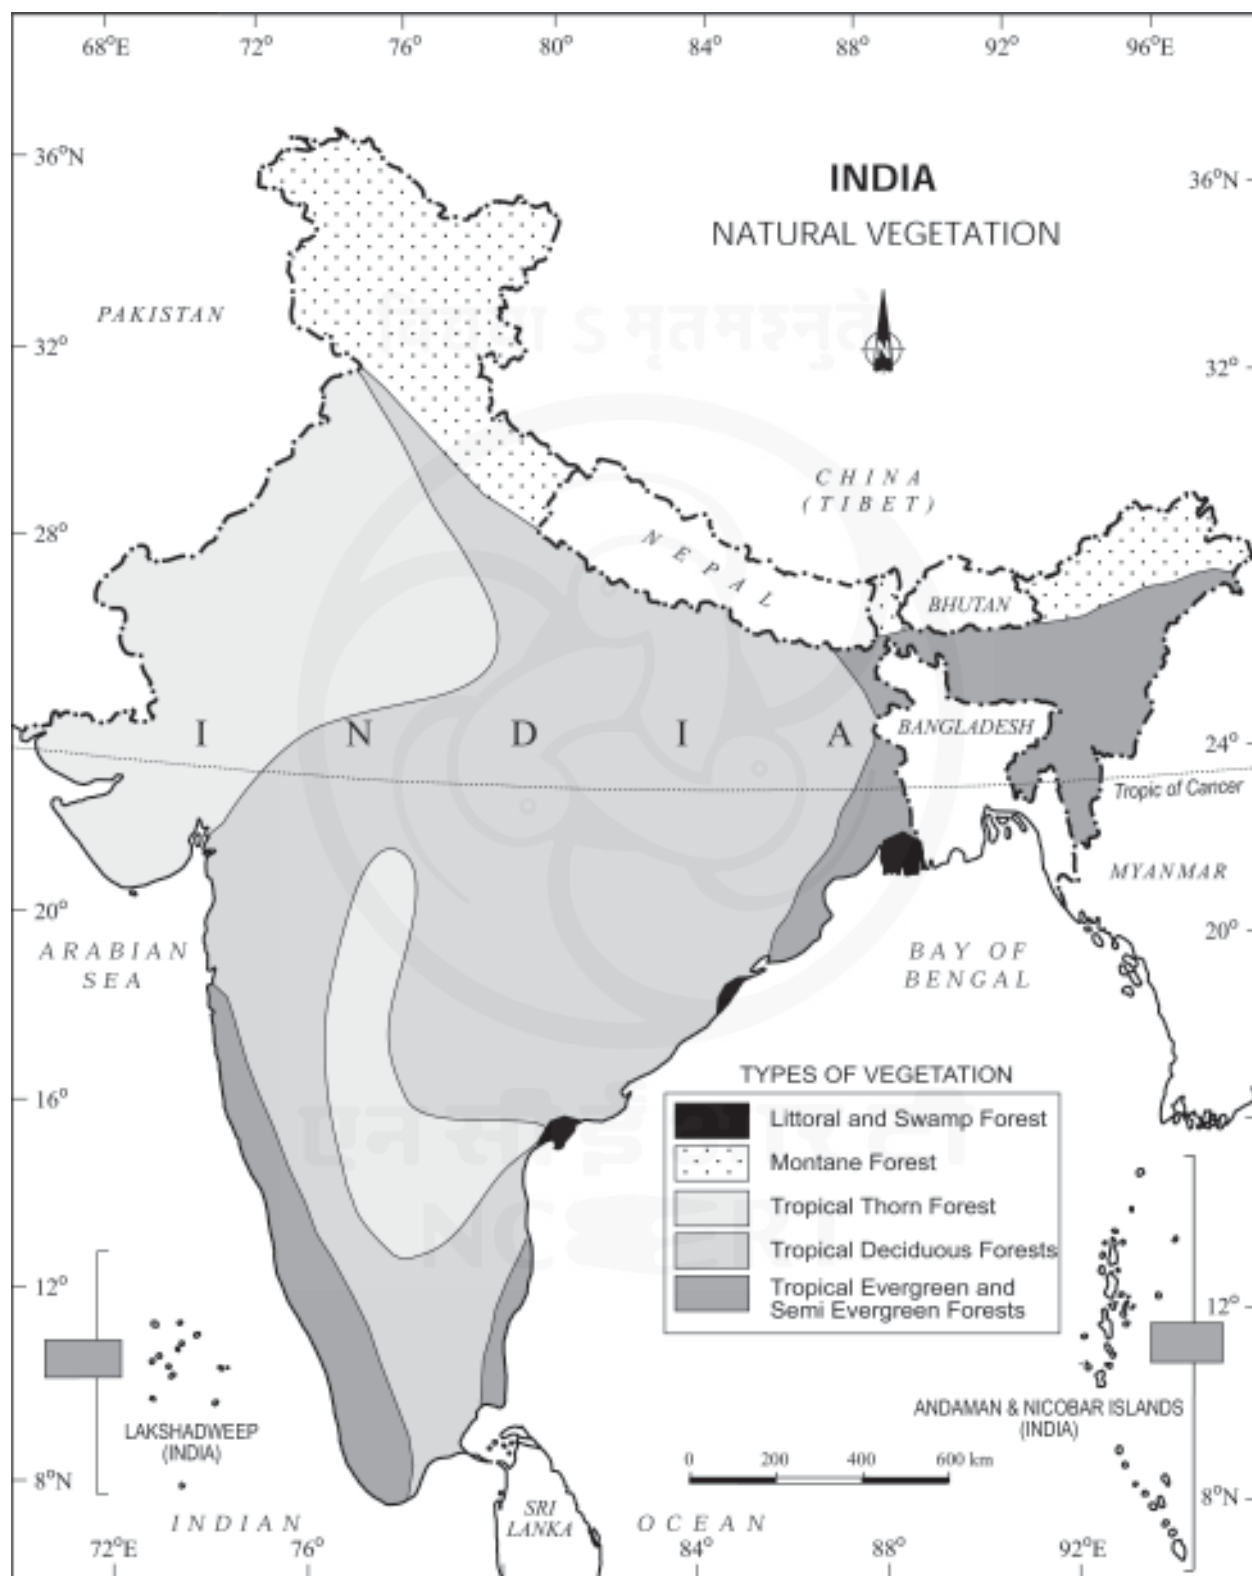 68°E 72° 76° 80° 84° 88° 92° 96°E
36°N
INDIA
36°N
NATURAL VEGETATION
PAKISTAN
32°
32°
CHINA
(TIBET)
28°
NEPAL
BHUTAN
INDIA
BANGLADESH
24°
Tropic of Cancer
MYANMAR
20°
20°
ARABIAN
SEA
BAY OF
BENGAL
TYPES OF VEGETATION
16°
Littoral and Swamp Forest
Montane Forest
Tropical Thorn Forest
Tropical Deciduous Forests
Tropical Evergreen and
Semi Evergreen Forests
12°
12°
LAKSHADWEEP
(INDIA)
ANDAMAN & NICOBAR ISLANDS
(INDIA)
0 200 400 600 km
8°N
8°N
SRI
LANKA
INDIAN OCEAN
72°E 76° 84° 88° 92°E
N
एन सी ई आर टी
NCERT